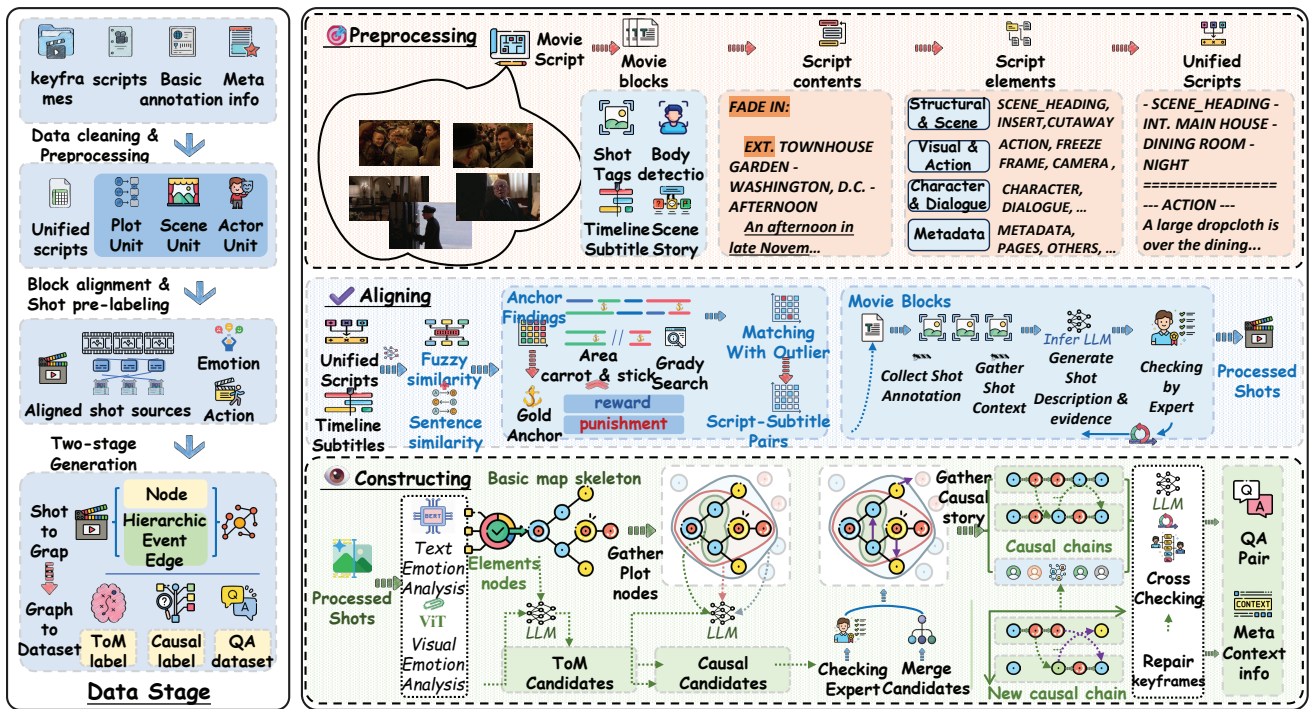 keyfra
mes
scripts
Basic
annotation
Meta
info
Data cleaning &
Preprocessing
Unified
scripts
Plot
Unit
Scene
Unit
Actor
Unit
Block alignment &
Shot pre-labeling
Aligned shot sources
Emotion
Action
Two-stage
Generation
Shot
to
Grap
Node
Hierarchic
Event
Edge
Graph
to
Dataset
ToM
label
Causal
label
Q
A
QA
dataset
Data Stage
Preprocessing
Movie
Script
Movie
blocks
Script
contents
Script
elements
Unified
Scripts
Shot
Tags
Body
detectio
Timeline
Subtitle
Scene
Story
FADE IN:
EXT. TOWNHOUSE
GARDEN -
WASHINGTON, D.C. -
AFTERNOON
An afternoon in
late Novem...
Structural
& Scene
SCENE_HEADING,
INSERT,CUTAWAY
Visual &
Action
ACTION, FREEZE
FRAME, CAMERA ,
Character
& Dialogue
CHARACTER,
DIALOGUE, ...
Metadata
METADATA,
PAGES, OTHERS, ...
- SCENE_HEADING -
INT. MAIN HOUSE -
DINING ROOM -
NIGHT
================
--- ACTION ---
A large dropcloth is
over the dining...
Aligning
Unified
Scripts
Timeline
Subtitles
Fuzzy
similarity
Sentence
similarity
Anchor
Findings
//
Area
carrot & stick
Grady
Search
Gold
Anchor
reward
punishment
Matching
With Outlier
Script-Subtitle
Pairs
Movie Blocks
T
Collect Shot
Annotation
Gather
Shot
Context
Infer LLM
Generate
Shot
Description &
evidence
Checking
by
Expert
Processed
Shots
Constructing
Processed
Shots
BERT
Text
Emotion
Analysis
ViT
Visual
Emotion
Analysis
Basic map skeleton
Elements
nodes
LLM
ToM
Candidates
Gather
Plot
nodes
LLM
Causal
Candidates
Checking
Expert
Merge
Candidates
Gather
Causal
story
Causal chains
New causal chain
LLM
Cross
Checking
Repair
keyframes
Q
A
QA
Pair
CONTEXT
Meta
Context
info